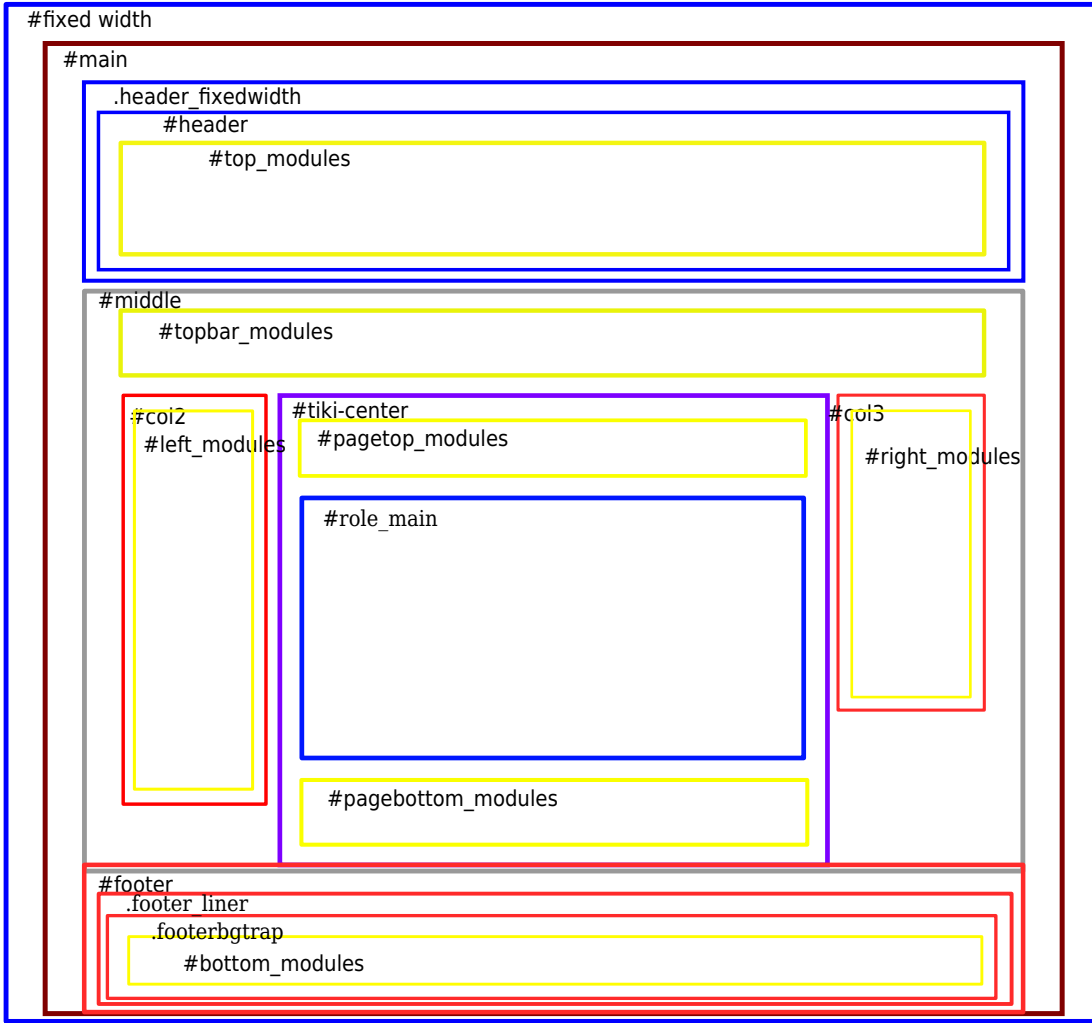 #fixed width
#main
.header_fixedwidth
#header
#top_modules
#middle
#topbar_modules
#col2
#left_modules
#tiki-center
#pagetop_modules
#role_main
#pagebottom_modules
#col3
#right_modules
#footer
.footer_liner
.footerbgtrap
#bottom_modules